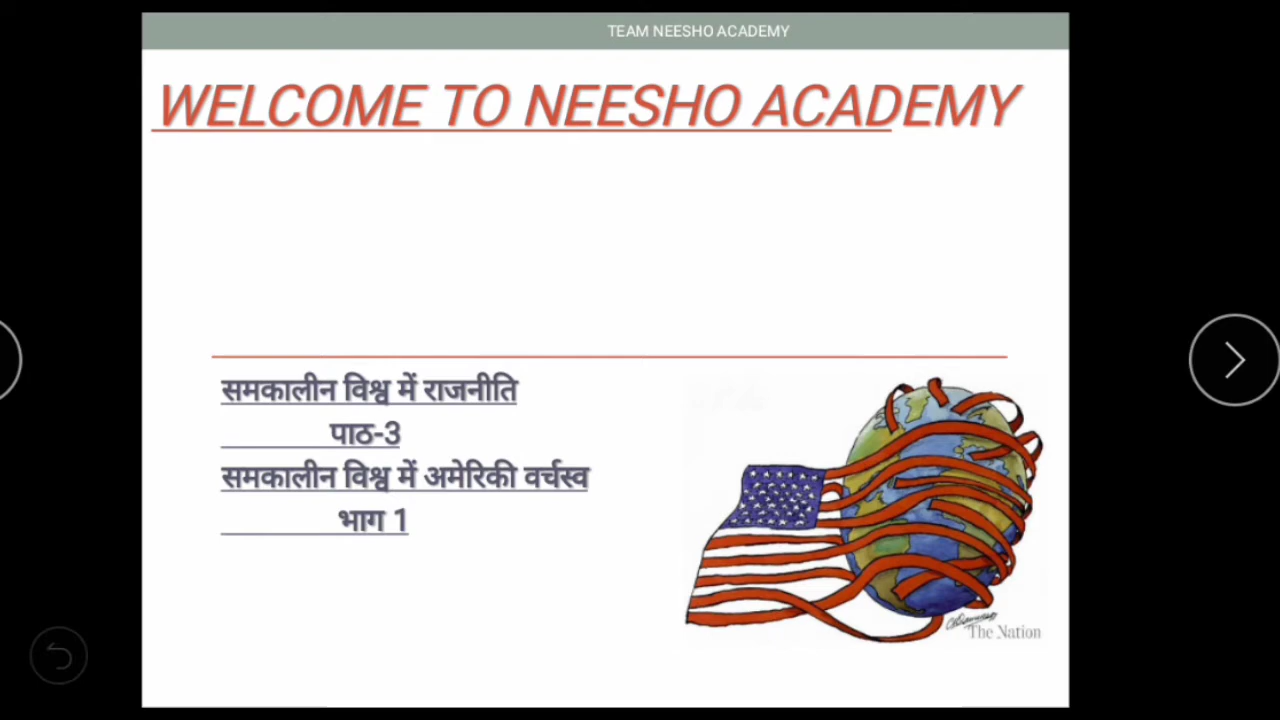 TEAM NEESHO ACADEMY
WELCOME TO NEESHO ACADEMY
समकालीन विश्व में राजनीति
पाठ-3
समकालीन विश्व में अमेरिकी वर्चस्व
भाग 1
The Nation